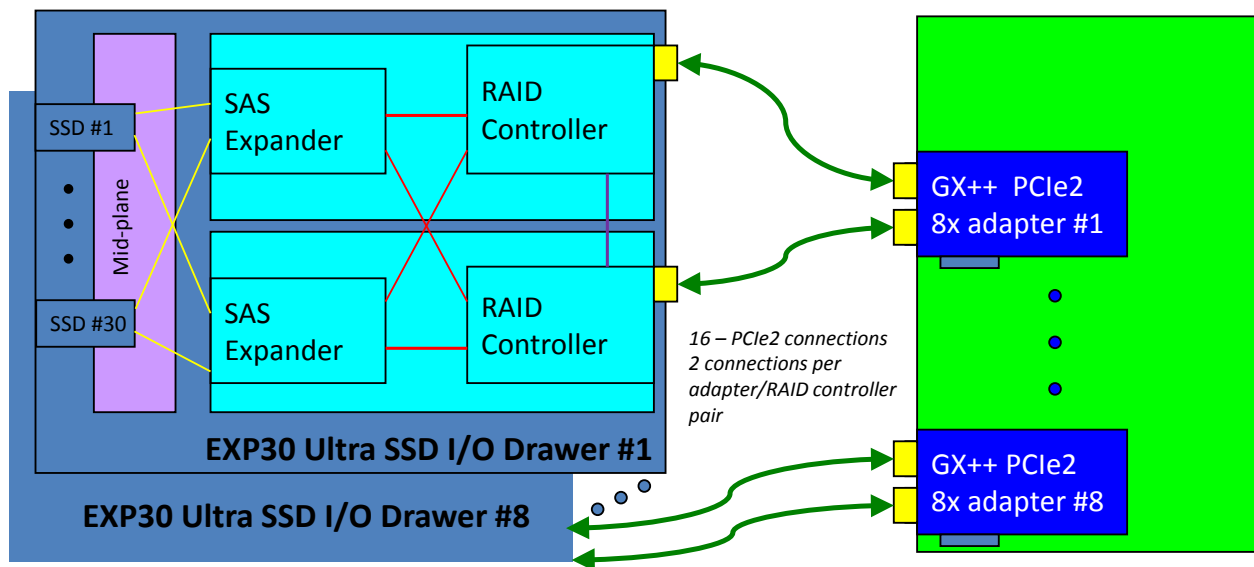 SSD #1
SSD #30
Mid-plane
SAS
Expander
RAID
Controller
SAS
Expander
RAID
Controller
EXP30 Ultra SSD I/O Drawer #1
EXP30 Ultra SSD I/O Drawer #8
16 – PCIe2 connections
2 connections per
adapter/RAID controller
pair
GX++ PCIe2
8x adapter #1
GX++ PCIe2
8x adapter #8